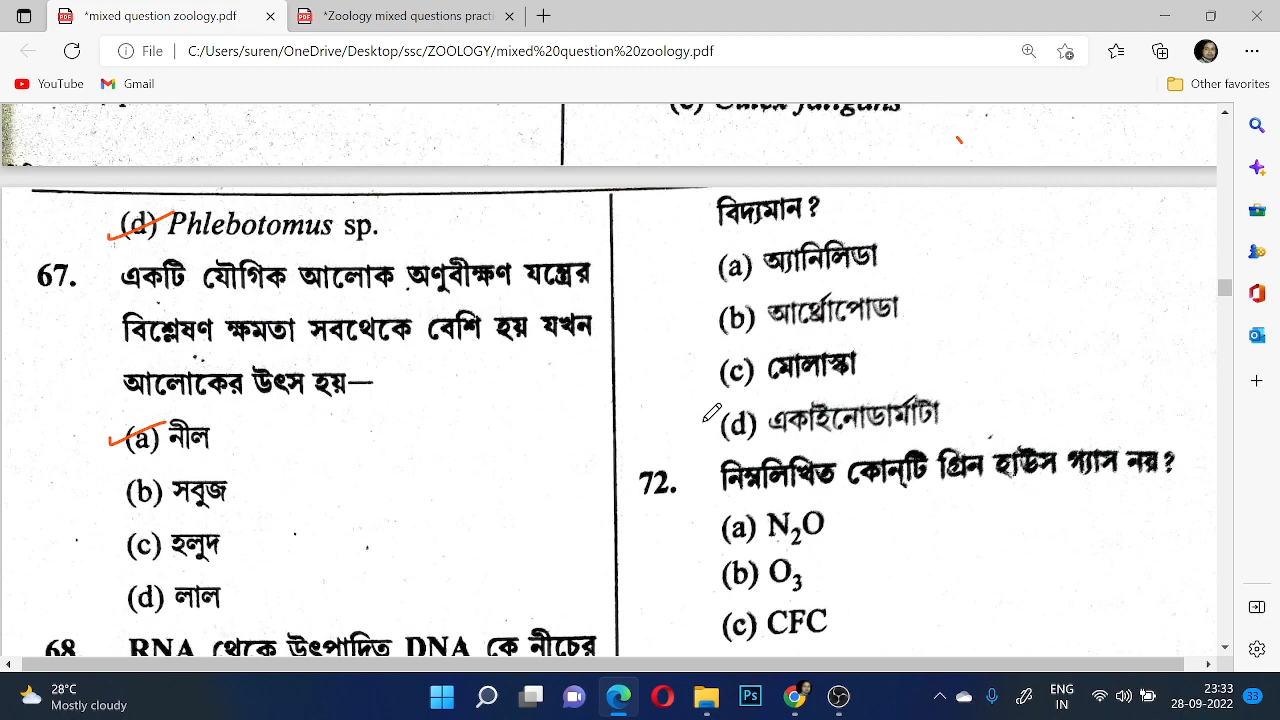 *mixed question zoology.pdf
*zoology mixed questions practi
File
C:/Users/suren/OneDrive/Desktop/ssc/ZOOLOGY/mixed%20question%20zoology.pdf
YouTube
Gmail
Other favorites
(d) Phlebotomus sp.
67. একটি যৌগিক আলোক অণুবীক্ষণ যন্ত্রের
বিশ্লেষণ ক্ষমতা সবথেকে বেশি হয় যখন
আলোকের উৎস হয়—
(a) নীল
(b) সবুজ
(c) হলুদ
(d) লাল
68. RNA থেকে উৎপাদিত DNA কে নীচের
বিদ্যমান?
(a) অ্যানিলিডা
(b) আর্থ্রোপোডা
(c) মোলাস্কা
(d) একাইনোডার্মাটা
72. নিম্নলিখিত কোন্‌টি গ্রিন হাউস গ্যাস নয়?
(a) N₂O
(b) O₃
(c) CFC
28°C
Mostly cloudy
Ps
ENG
IN
23:33
28-09-2022
33